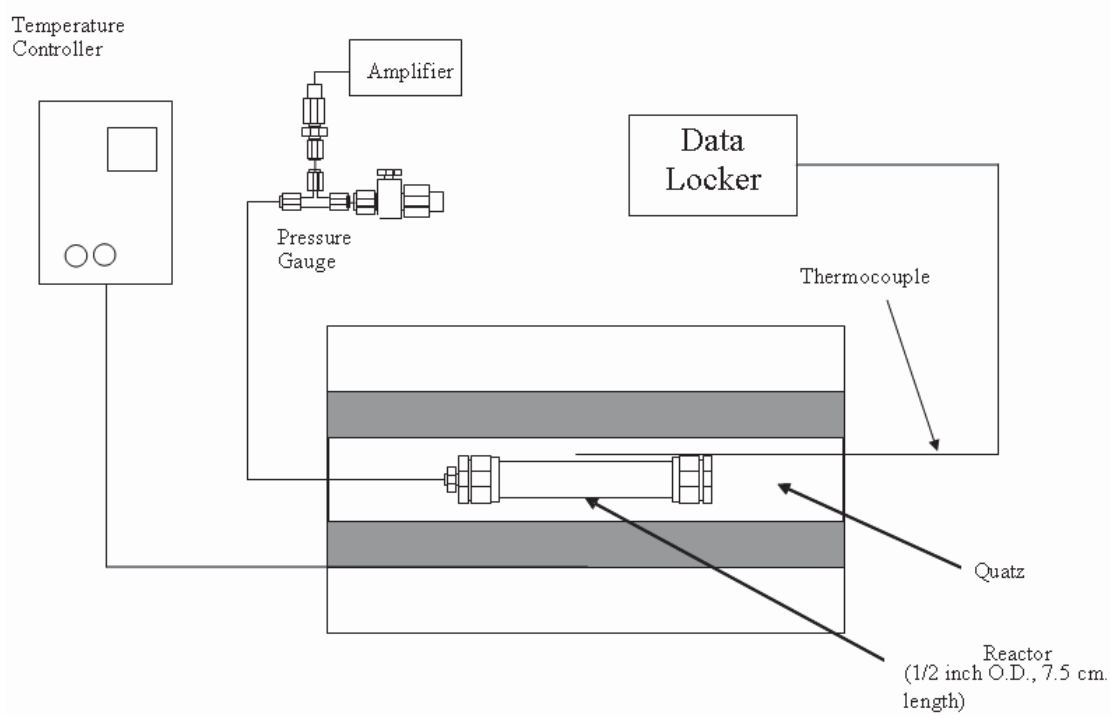 Temperature
Controller
Amplifier
Data
Locker
Pressure
Gauge
Thermocouple
Quatz
Reactor
(1/2 inch O.D., 7.5 cm.
length)